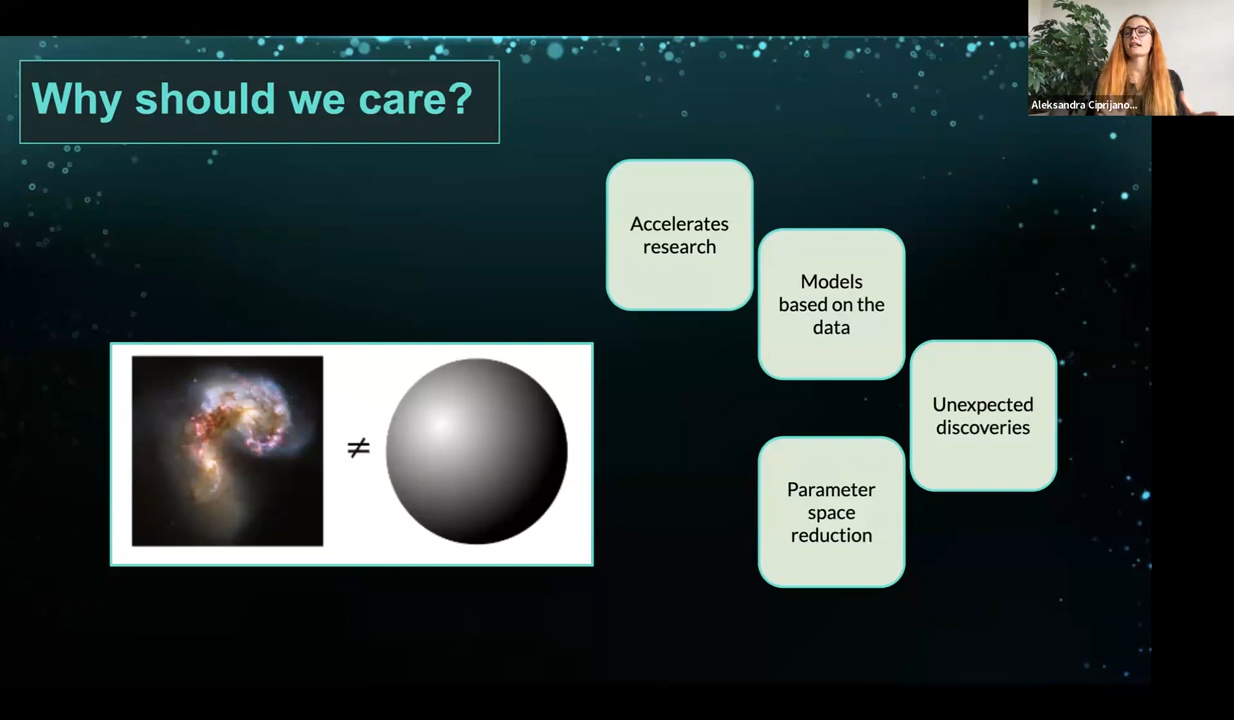 Why should we care?
Aleksandra Ciprijano...
Accelerates
research
Models
based on the
data
Unexpected
discoveries
Parameter
space
reduction
≠